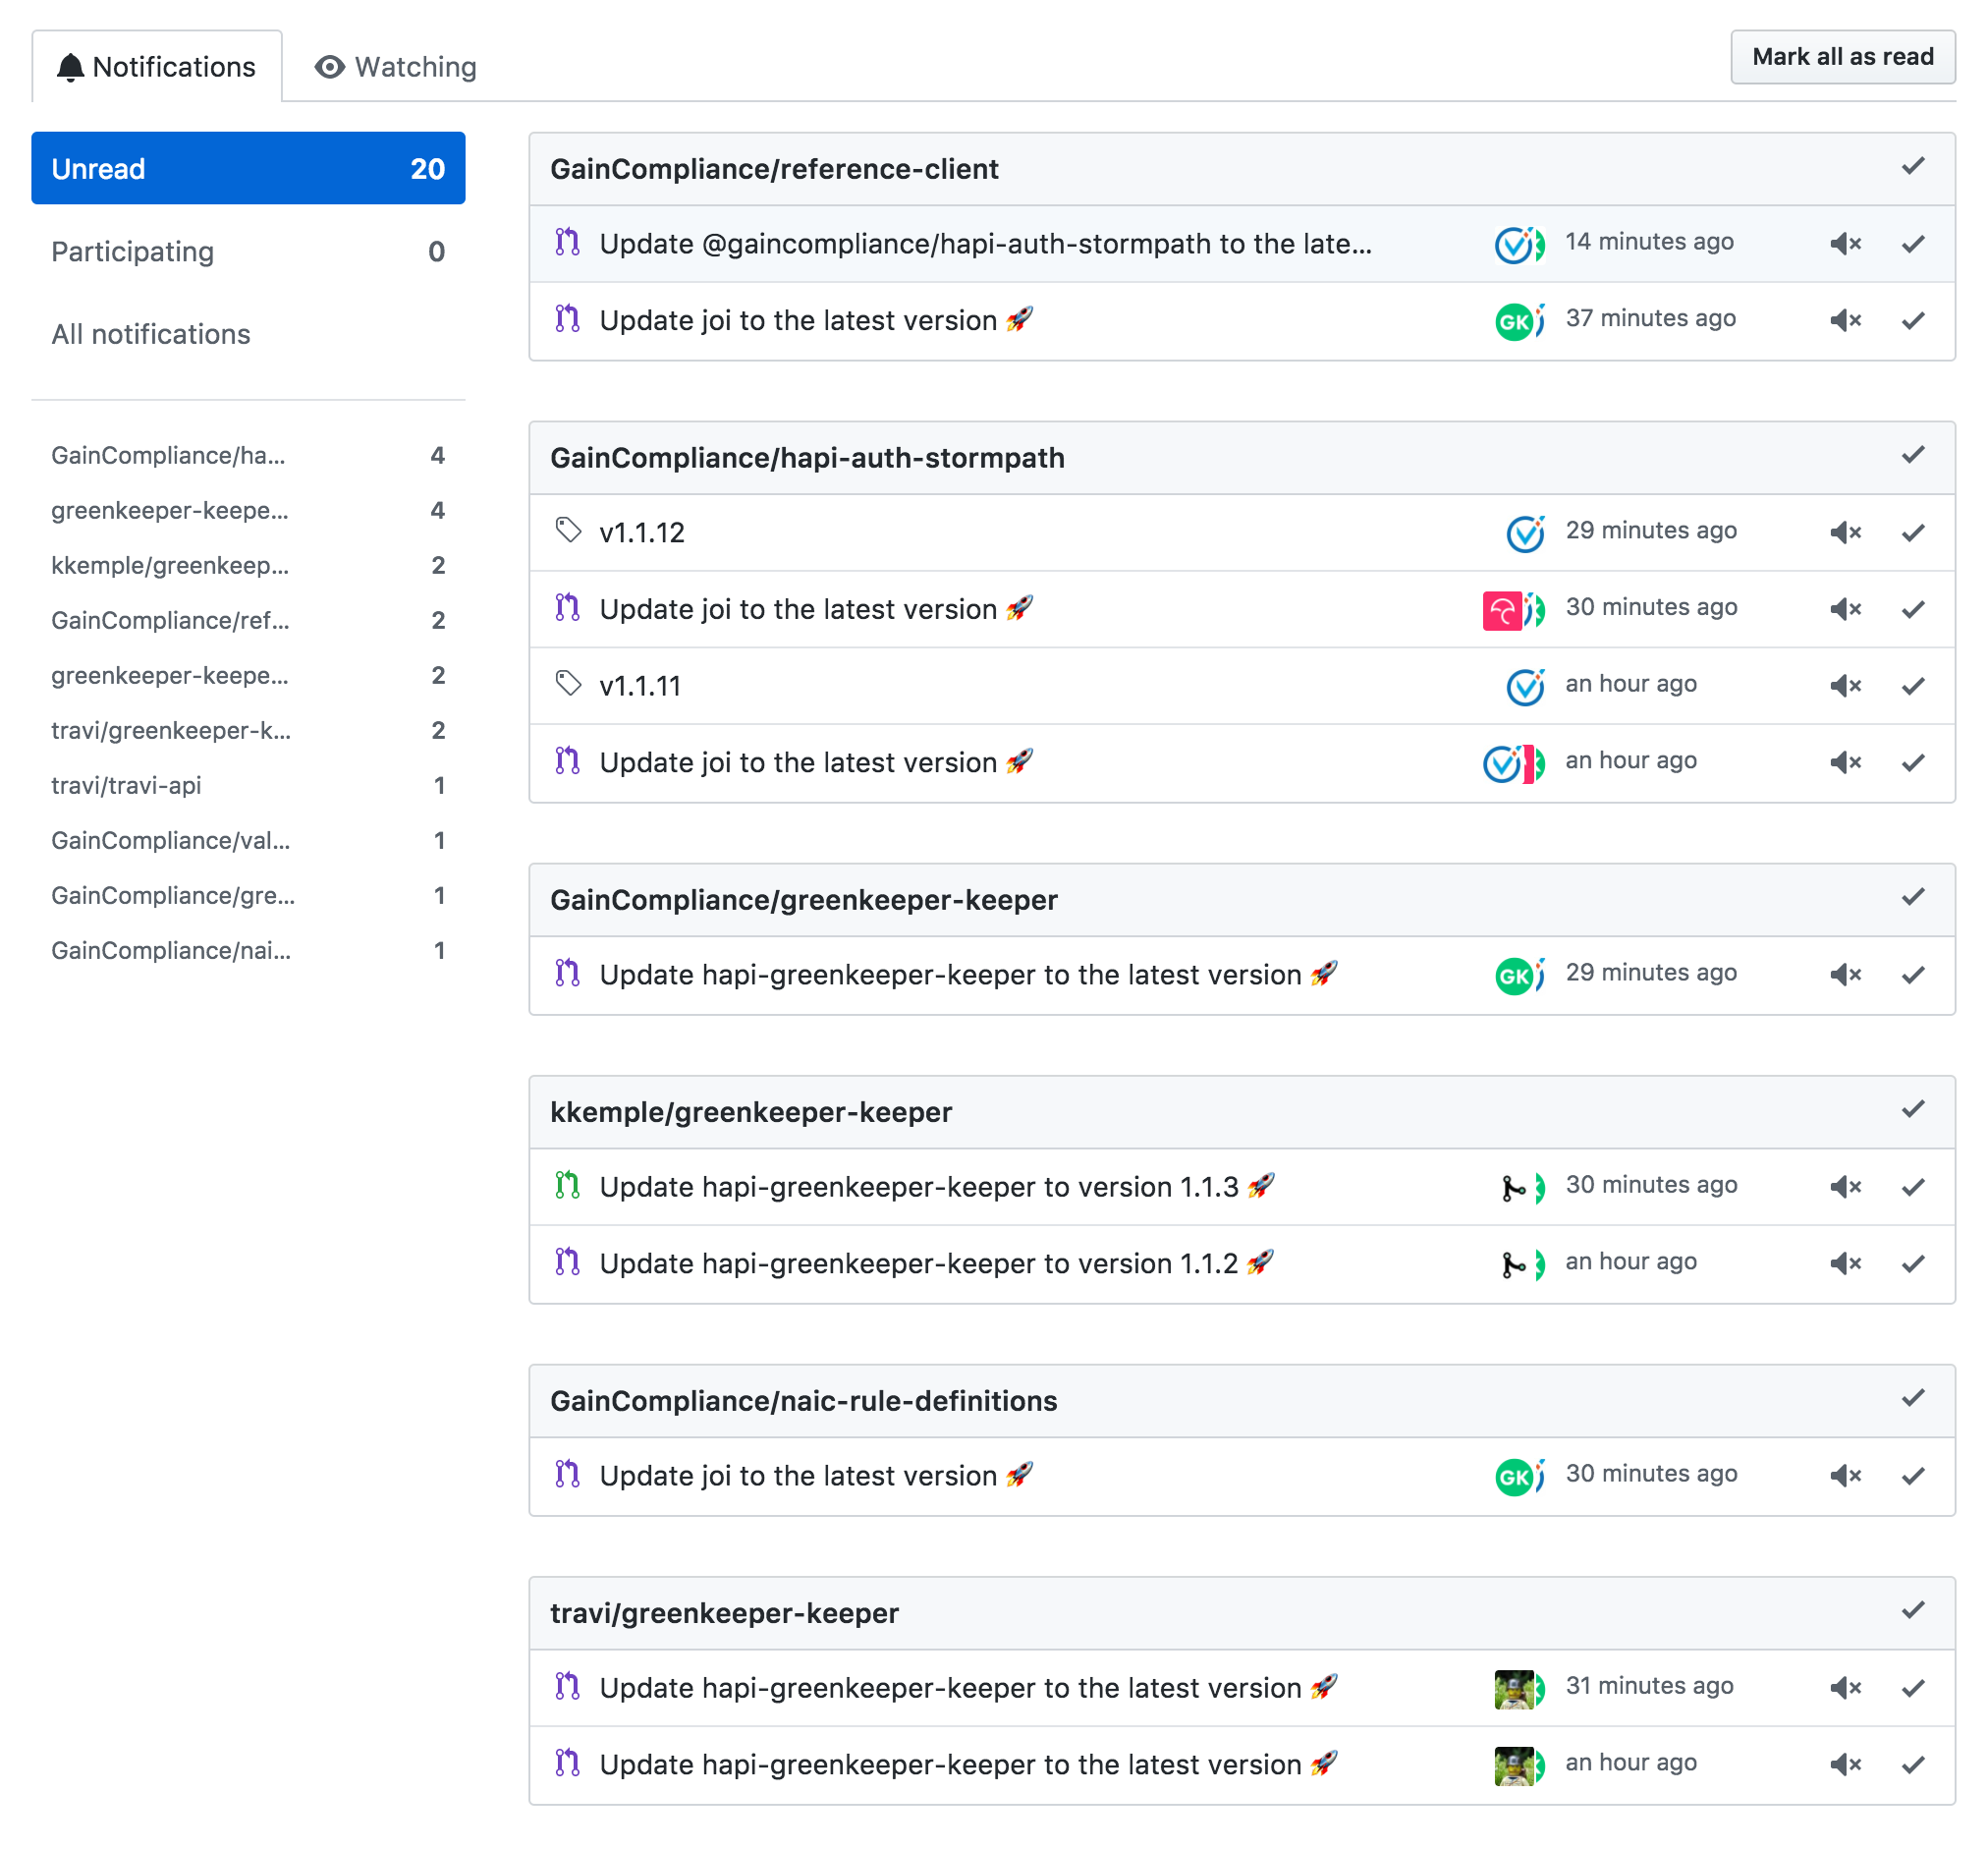 Notifications
Watching
Mark all as read
Unread 20
Participating 0
All notifications
GainCompliance/ha... 4
greenkeeper-keepe... 4
kkemple/greenkeep... 2
GainCompliance/ref... 2
greenkeeper-keepe... 2
travi/greenkeeper-k... 2
travi/travi-api 1
GainCompliance/val... 1
GainCompliance/gre... 1
GainCompliance/nai... 1
GainCompliance/reference-client
Update @gaincompliance/hapi-auth-stormpath to the late... 14 minutes ago
Update joi to the latest version 🚀 GK 37 minutes ago
GainCompliance/hapi-auth-stormpath
v1.1.12 29 minutes ago
Update joi to the latest version 🚀 30 minutes ago
v1.1.11 an hour ago
Update joi to the latest version 🚀 an hour ago
GainCompliance/greenkeeper-keeper
Update hapi-greenkeeper-keeper to the latest version 🚀 GK 29 minutes ago
kkemple/greenkeeper-keeper
Update hapi-greenkeeper-keeper to version 1.1.3 🚀 30 minutes ago
Update hapi-greenkeeper-keeper to version 1.1.2 🚀 an hour ago
GainCompliance/naic-rule-definitions
Update joi to the latest version 🚀 GK 30 minutes ago
travi/greenkeeper-keeper
Update hapi-greenkeeper-keeper to the latest version 🚀 31 minutes ago
Update hapi-greenkeeper-keeper to the latest version 🚀 an hour ago